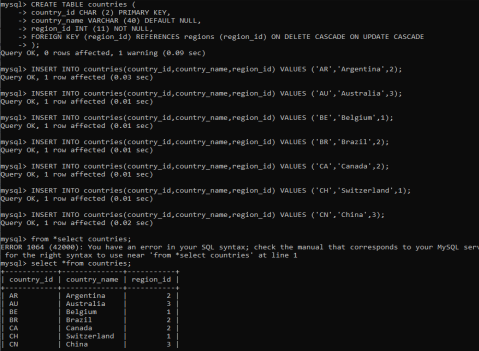 mysql> CREATE TABLE countries (
-> country_id CHAR (2) PRIMARY KEY,
-> country_name VARCHAR (40) DEFAULT NULL,
-> region_id INT (11) NOT NULL,
-> FOREIGN KEY (region_id) REFERENCES regions (region_id) ON DELETE CASCADE ON UPDATE CASCADE
-> );
Query OK, 0 rows affected, 1 warning (0.09 sec)
mysql> INSERT INTO countries(country_id,country_name,region_id) VALUES ('AR','Argentina',2);
Query OK, 1 row affected (0.03 sec)
mysql> INSERT INTO countries(country_id,country_name,region_id) VALUES ('AU','Australia',3);
Query OK, 1 row affected (0.01 sec)
mysql> INSERT INTO countries(country_id,country_name,region_id) VALUES ('BE','Belgium',1);
Query OK, 1 row affected (0.01 sec)
mysql> INSERT INTO countries(country_id,country_name,region_id) VALUES ('BR','Brazil',2);
Query OK, 1 row affected (0.01 sec)
mysql> INSERT INTO countries(country_id,country_name,region_id) VALUES ('CA','Canada',2);
Query OK, 1 row affected (0.01 sec)
mysql> INSERT INTO countries(country_id,country_name,region_id) VALUES ('CH','Switzerland',1);
Query OK, 1 row affected (0.01 sec)
mysql> INSERT INTO countries(country_id,country_name,region_id) VALUES ('CN','China',3);
Query OK, 1 row affected (0.02 sec)
mysql> from *select countries;
ERROR 1064 (42000): You have an error in your SQL syntax; check the manual that corresponds to your MySQL serv
for the right syntax to use near 'from *select countries' at line 1
mysql> select *from countries;
+------------+--------------+-----------+
| country_id | country_name | region_id |
+------------+--------------+-----------+
| AR | Argentina | 2 |
| AU | Australia | 3 |
| BE | Belgium | 1 |
| BR | Brazil | 2 |
| CA | Canada | 2 |
| CH | Switzerland | 1 |
| CN | China | 3 |